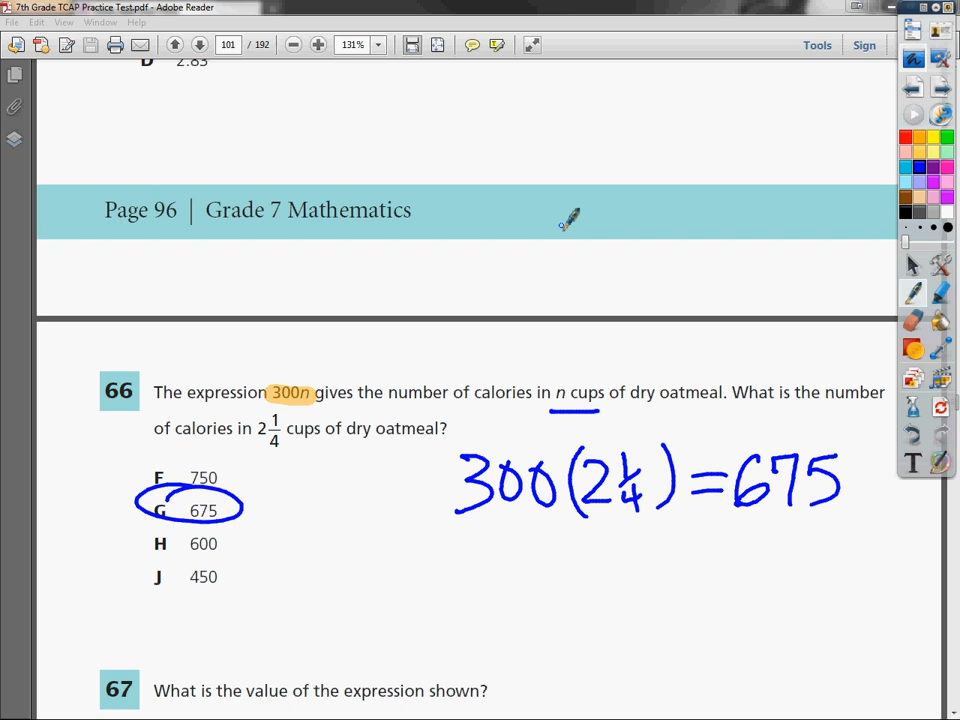 7th Grade TCAP Practice Test.pdf - Adobe Reader
File Edit View Window Help
101 / 192 131% Tools Sign
D 2.83
Page 96 | Grade 7 Mathematics
66 The expression 300n gives the number of calories in n cups of dry oatmeal. What is the number
of calories in 2 1/4 cups of dry oatmeal?
F 750
G 675
H 600
J 450
300(2 1/4) = 675
67 What is the value of the expression shown?
T